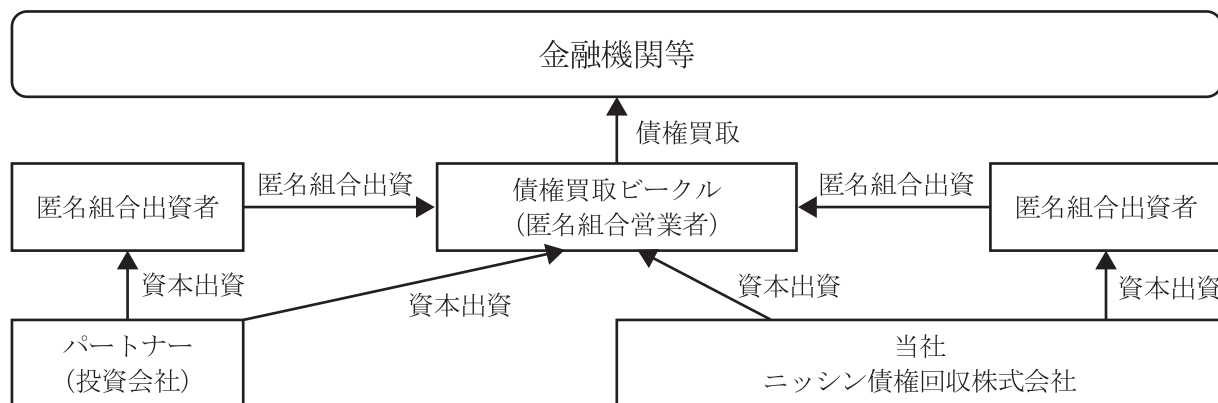 金融機関等
債権買取
匿名組合出資者
匿名組合出資
債権買取ビークル
（匿名組合営業者）
匿名組合出資
匿名組合出資者
資本出資
資本出資
資本出資
資本出資
パートナー
（投資会社）
当社
ニッシン債権回収株式会社